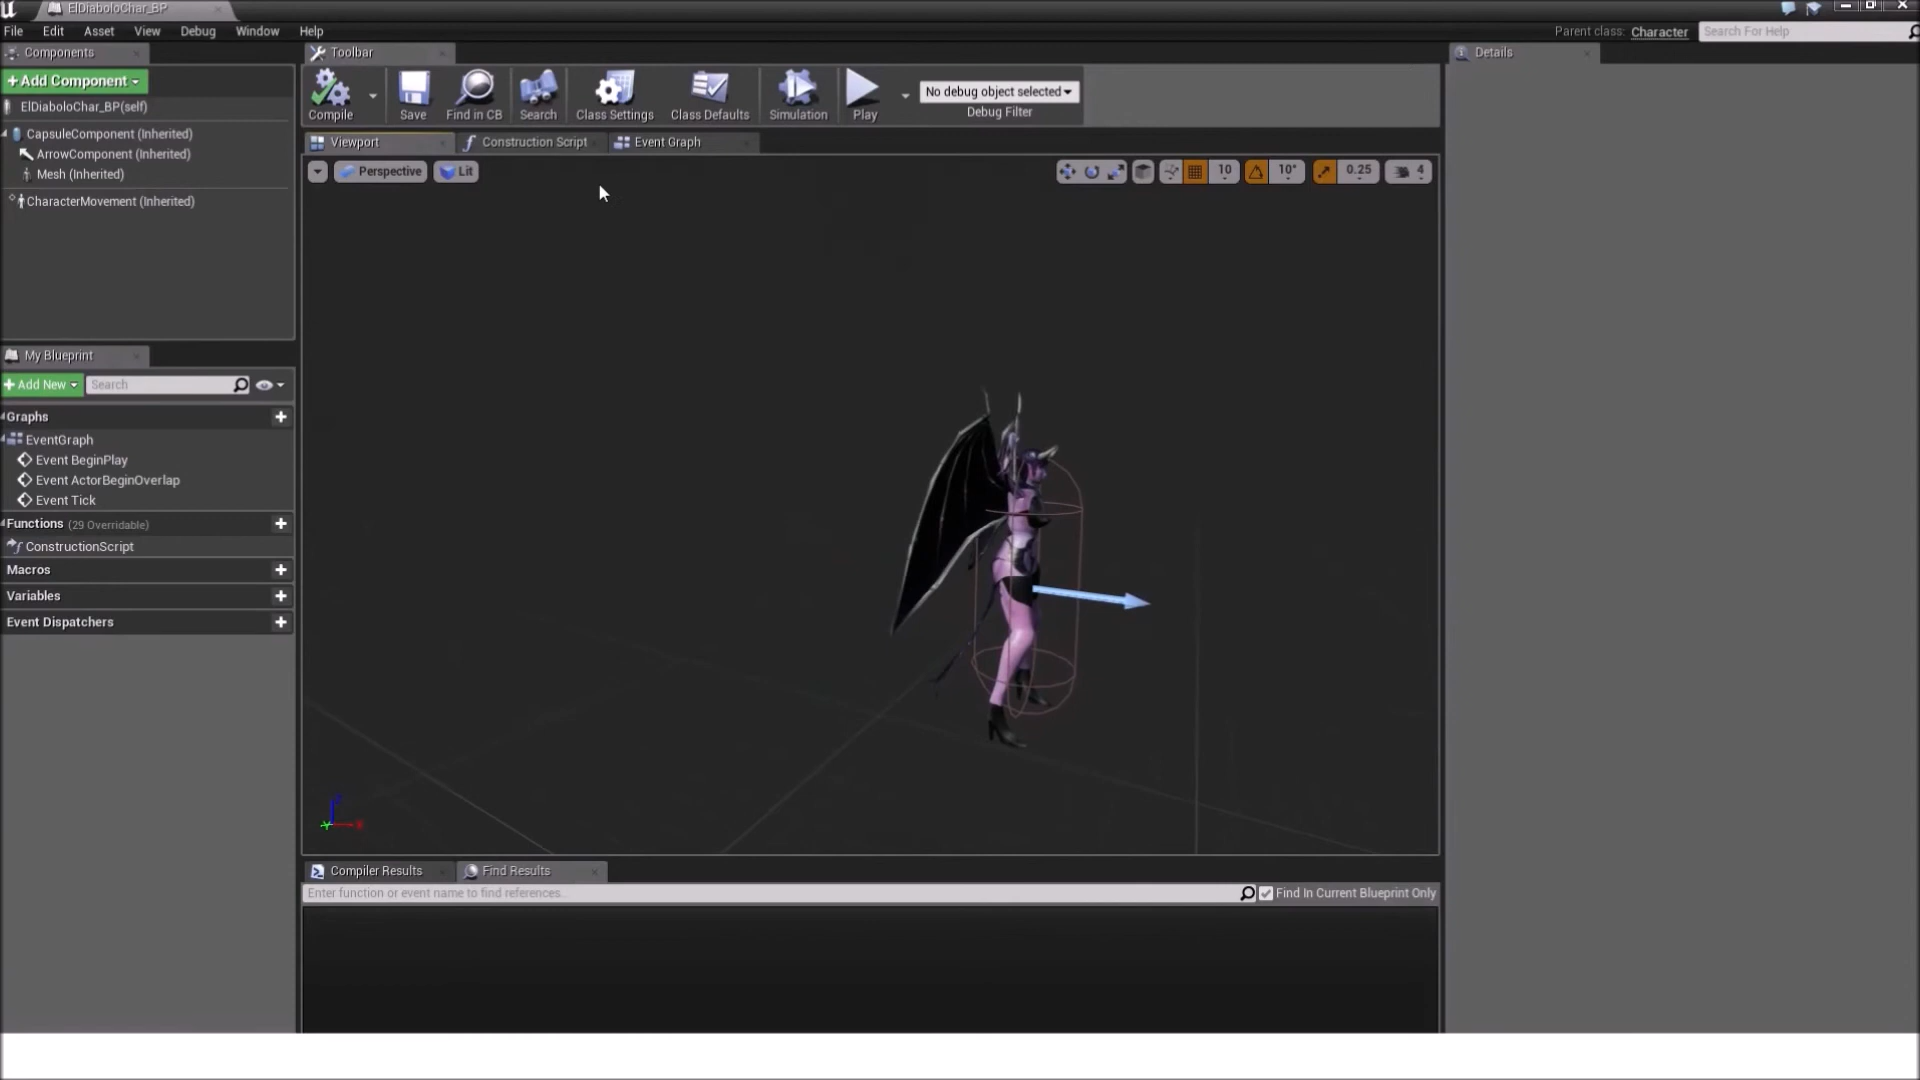 ElDiaboloChar_BP
File Edit Asset View Debug Window Help
Parent class: Character Search For Help
Components
Toolbar
Details
+Add Component
ElDiaboloChar_BP(self)
CapsuleComponent (Inherited)
ArrowComponent (Inherited)
Mesh (Inherited)
CharacterMovement (Inherited)
Compile
Save
Find in CB
Search
Class Settings
Class Defaults
Simulation
Play
No debug object selected
Debug Filter
Viewport
Construction Script
Event Graph
Perspective
Lit
10
10°
0.25
4
My Blueprint
+Add New
Search
Graphs
EventGraph
Event BeginPlay
Event ActorBeginOverlap
Event Tick
Functions (29 Overridable)
ConstructionScript
Macros
Variables
Event Dispatchers
Compiler Results
Find Results
Enter function or event name to find references..
Find In Current Blueprint Only